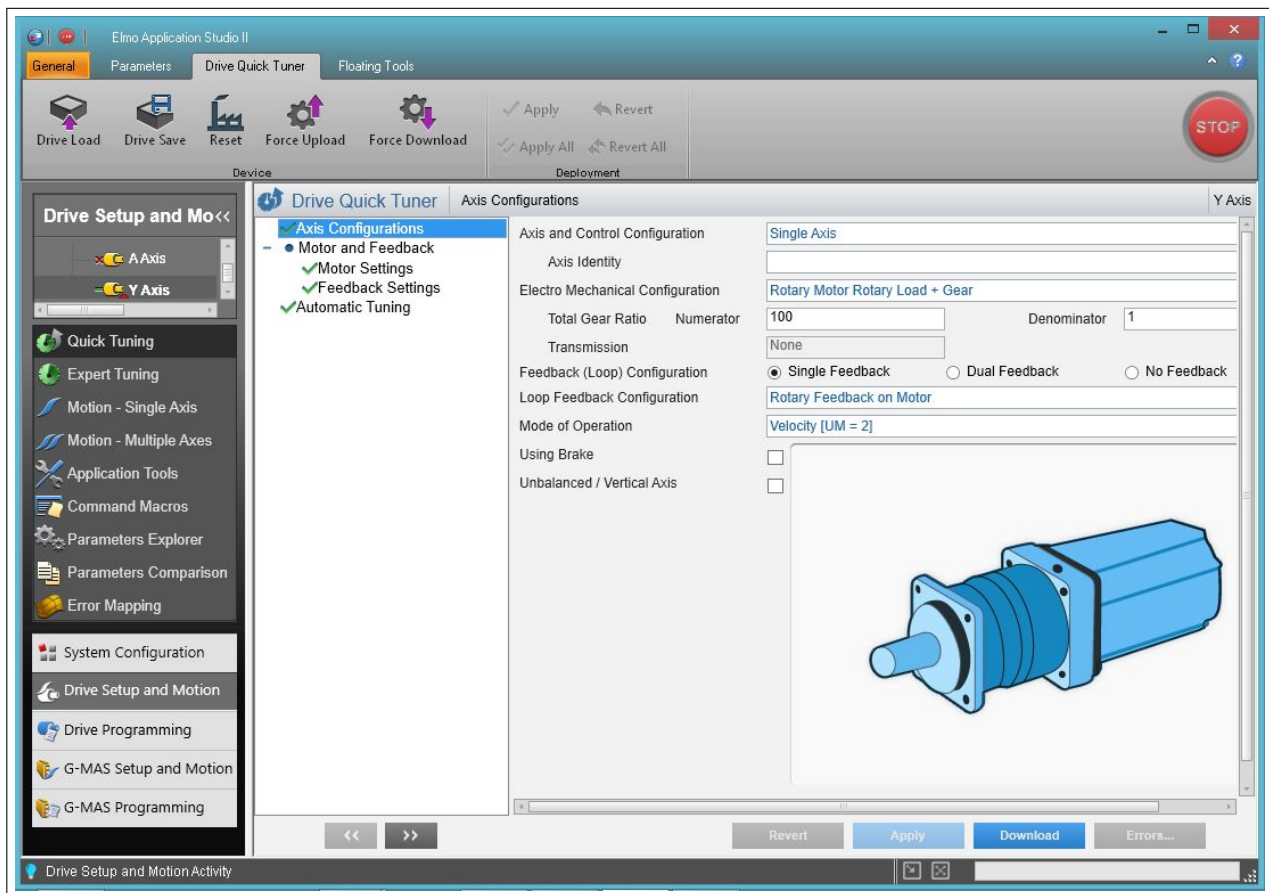 Elmo Application Studio II
General Parameters Drive Quick Tuner Floating Tools
Drive Load Drive Save Reset Force Upload Force Download
Apply Revert
Apply All Revert All
Device Deployment
STOP
Drive Setup and Mo<<
A Axis
Y Axis
Quick Tuning
Expert Tuning
Motion - Single Axis
Motion - Multiple Axes
Application Tools
Command Macros
Parameters Explorer
Parameters Comparison
Error Mapping
System Configuration
Drive Setup and Motion
Drive Programming
G-MAS Setup and Motion
G-MAS Programming
Drive Quick Tuner Axis Configurations Y Axis
Axis Configurations
Motor and Feedback
Motor Settings
Feedback Settings
Automatic Tuning
Axis and Control Configuration Single Axis
Axis Identity
Electro Mechanical Configuration Rotary Motor Rotary Load + Gear
Total Gear Ratio Numerator 100 Denominator 1
Transmission None
Feedback (Loop) Configuration Single Feedback Dual Feedback No Feedback
Loop Feedback Configuration Rotary Feedback on Motor
Mode of Operation Velocity [UM = 2]
Using Brake
Unbalanced / Vertical Axis
<< >> Revert Apply Download Errors...
Drive Setup and Motion Activity